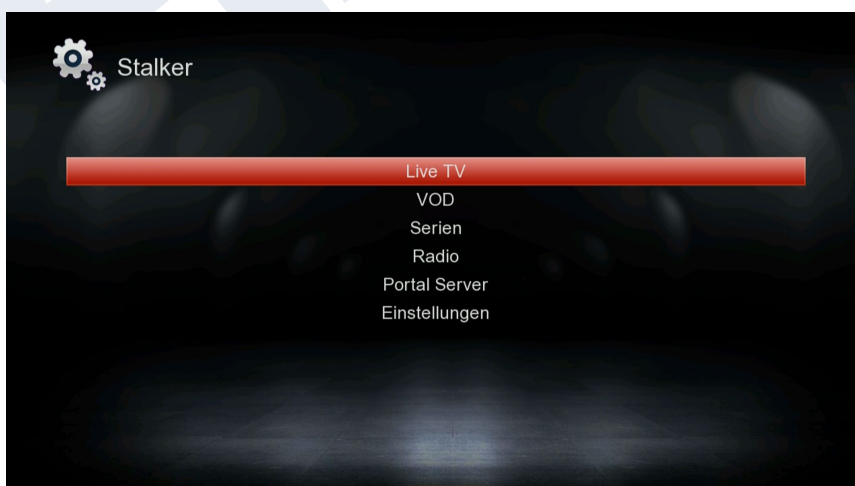 Stalker
Live TV
VOD
Serien
Radio
Portal Server
Einstellungen